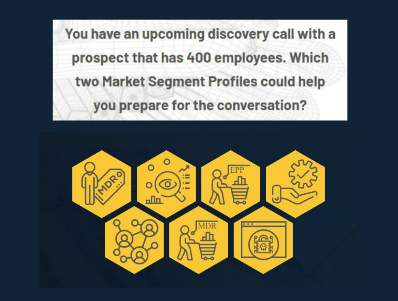 You have an upcoming discovery call with a
prospect that has 400 employees. Which
two Market Segment Profiles could help
you prepare for the conversation?
MDR
EPP
MDR